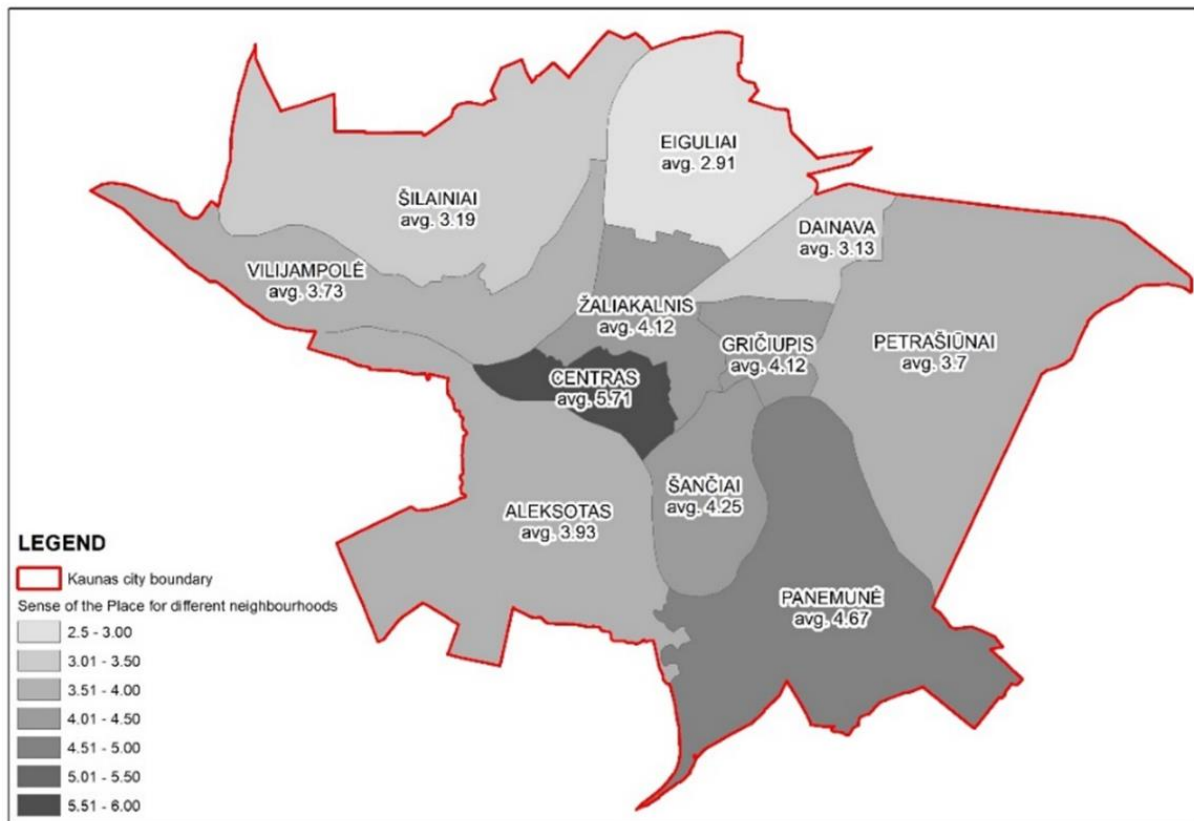 EIGULIAI
avg. 2.91
ŠILAINIAI
avg. 3.19
DAINAVA
avg. 3.13
VILIJAMPOLĖ
avg. 3.73
ŽALIAKALNIS
avg. 4.12
GRIČIUPIS
avg. 4.12
PETRAŠIŪNAI
avg. 3.7
CENTRAS
avg. 5.71
ŠANČIAI
avg. 4.25
ALEKSOTAS
avg. 3.93
PANEMUNĖ
avg. 4.67
LEGEND
Kaunas city boundary
Sense of the Place for different neighbourhoods
2.5 - 3.00
3.01 - 3.50
3.51 - 4.00
4.01 - 4.50
4.51 - 5.00
5.01 - 5.50
5.51 - 6.00